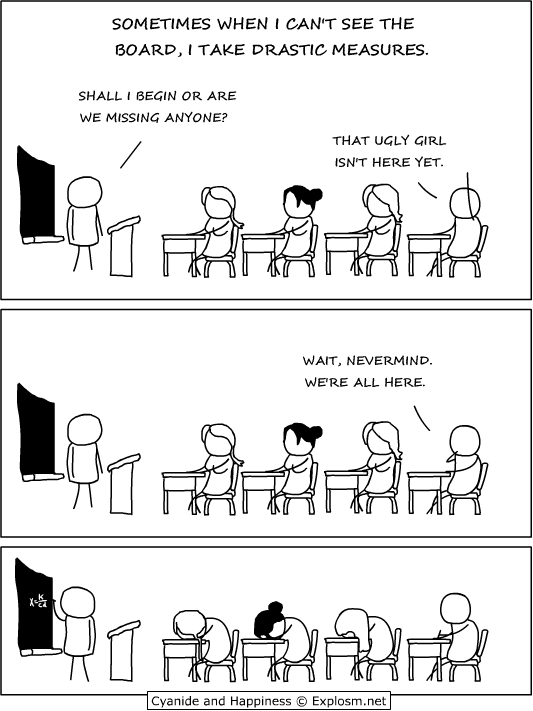 SOMETIMES WHEN I CAN'T SEE THE
BOARD, I TAKE DRASTIC MEASURES.
SHALL I BEGIN OR ARE
WE MISSING ANYONE?
THAT UGLY GIRL
ISN'T HERE YET.
WAIT, NEVERMIND.
WE'RE ALL HERE.
Cyanide and Happiness © Explosm.net